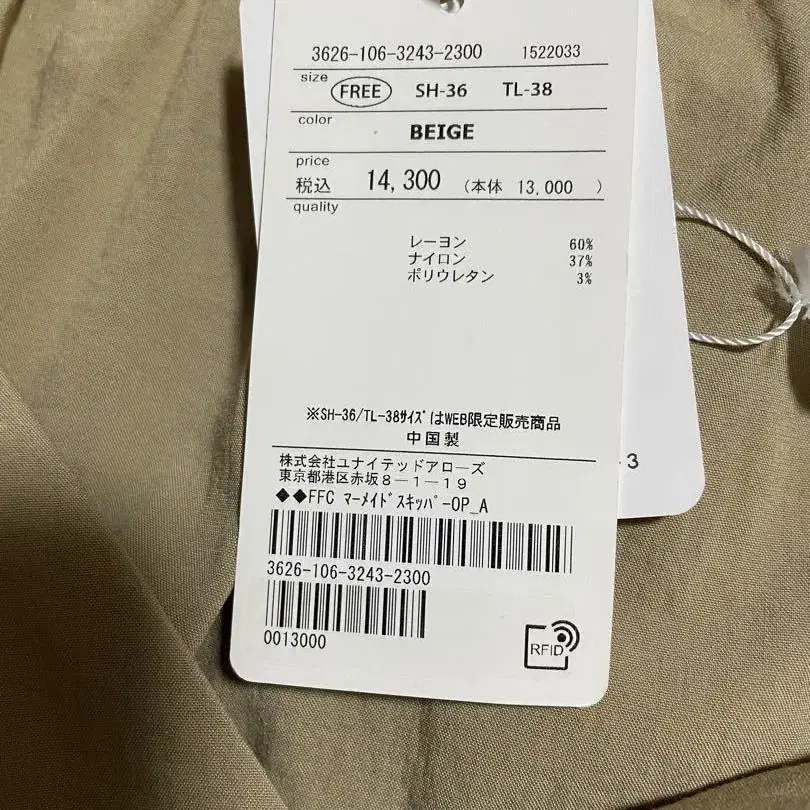 3626-106-3243-2300 1522033
size FREE SH-36 TL-38
color
BEIGE
price
税込 14,300 (本体 13,000 )
quality
レーヨン 60%
ナイロン 37%
ポリウレタン 3%
※SH-36/TL-38ｻｲｽﾞはWEB限定販売商品
中国製
株式会社ユナイテッドアローズ
東京都港区赤坂8－1－19
◆◆FFC ﾏｰﾒｲﾄﾞｽｷｯﾊﾟｰOP_A
3626-106-3243-2300
0013000
RFID
3